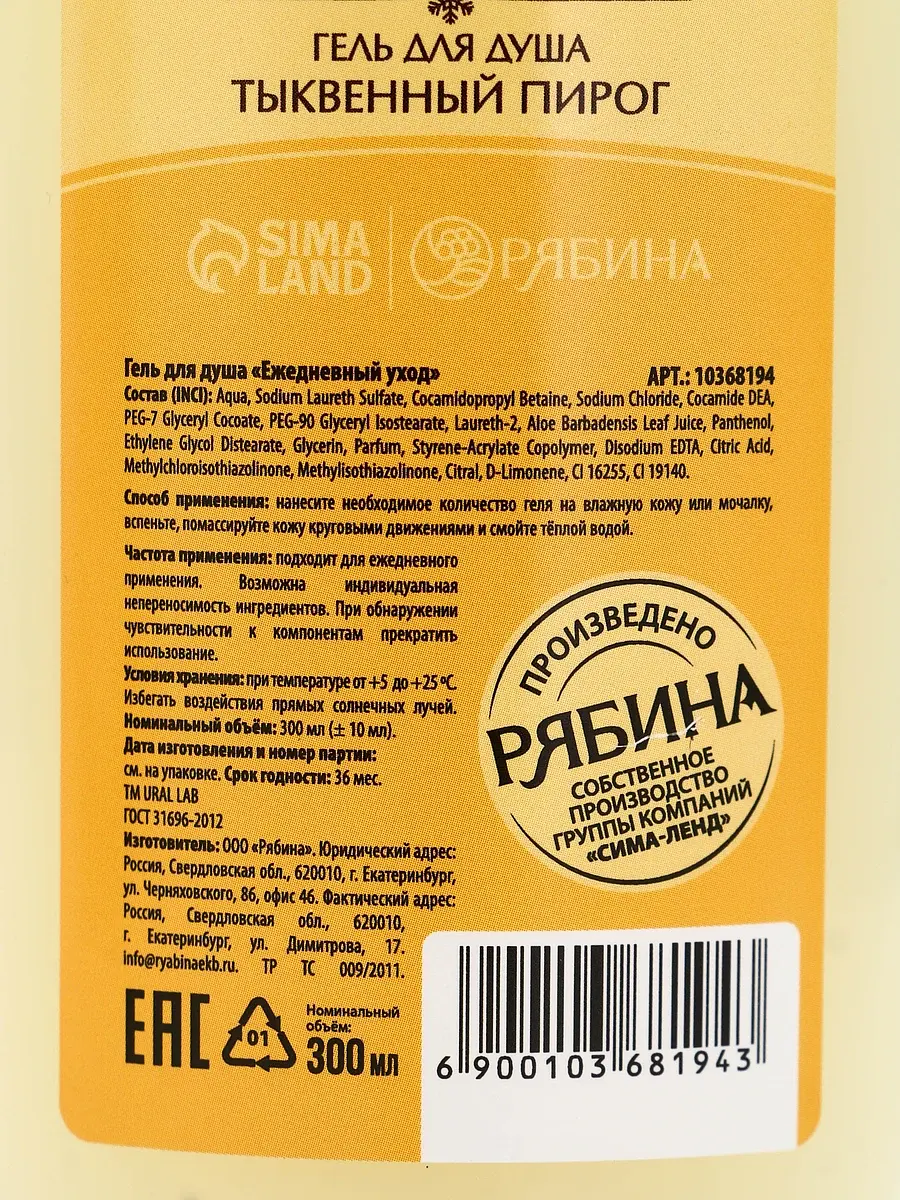 ГЕЛЬ ДЛЯ ДУША
ТЫКВЕННЫЙ ПИРОГ
SIMA LAND
РЯБИНА
Гель для душа «Ежедневный уход»
АРТ.: 10368194
Состав (INCI): Aqua, Sodium Laureth Sulfate, Cocamidopropyl Betaine, Sodium Chloride, Cocamide DEA,
PEG-7 Glyceryl Cocoate, PEG-90 Glyceryl Isostearate, Laureth-2, Aloe Barbadensis Leaf Juice, Panthenol,
Ethylene Glycol Distearate, Glycerin, Parfum, Styrene-Acrylate Copolymer, Disodium EDTA, Citric Acid,
Methylchloroisothiazolinone, Methylisothiazolinone, Citral, D-Limonene, CI 16255, CI 19140.
Способ применения: нанесите необходимое количество геля на влажную кожу или мочалку,
вспеньте, помассируйте кожу круговыми движениями и смойте тёплой водой.
Частота применения: подходит для ежедневного
применения. Возможна индивидуальная
непереносимость ингредиентов. При обнаружении
чувствительности к компонентам прекратить
использование.
Условия хранения: при температуре от +5 до +25 ºС.
Избегать воздействия прямых солнечных лучей.
Номинальный объём: 300 мл (± 10 мл).
Дата изготовления и номер партии:
см. на упаковке. Срок годности: 36 мес.
TM URAL LAB
ГОСТ 31696-2012
Изготовитель: ООО «Рябина». Юридический адрес:
Россия, Свердловская обл., 620010, г. Екатеринбург,
ул. Черняховского, 86, офис 46. Фактический адрес:
Россия, Свердловская обл., 620010,
г. Екатеринбург, ул. Димитрова, 17.
info@ryabinaekb.ru. ТР ТС 009/2011.
ПРОИЗВЕДЕНО
РЯБИНА
СОБСТВЕННОЕ
ПРОИЗВОДСТВО
ГРУППЫ КОМПАНИЙ
«СИМА-ЛЕНД»
EAC
01
Номинальный
объём:
300 мл
6 900103 681943